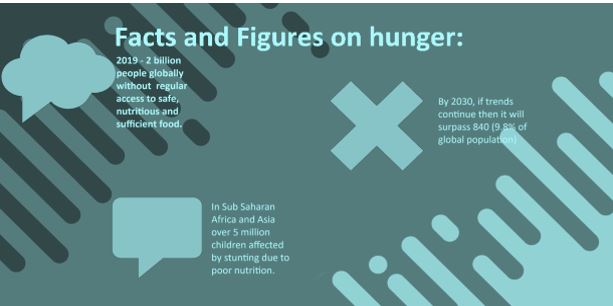 Facts and Figures on hunger:
2019 - 2 billion
people globally
without regular
access to safe,
nutritious and
sufficient food.
By 2030, if trends
continue then it will
surpass 840 (9.8% of
global population)
In Sub Saharan
Africa and Asia
over 5 million
children affected
by stunting due to
poor nutrition.